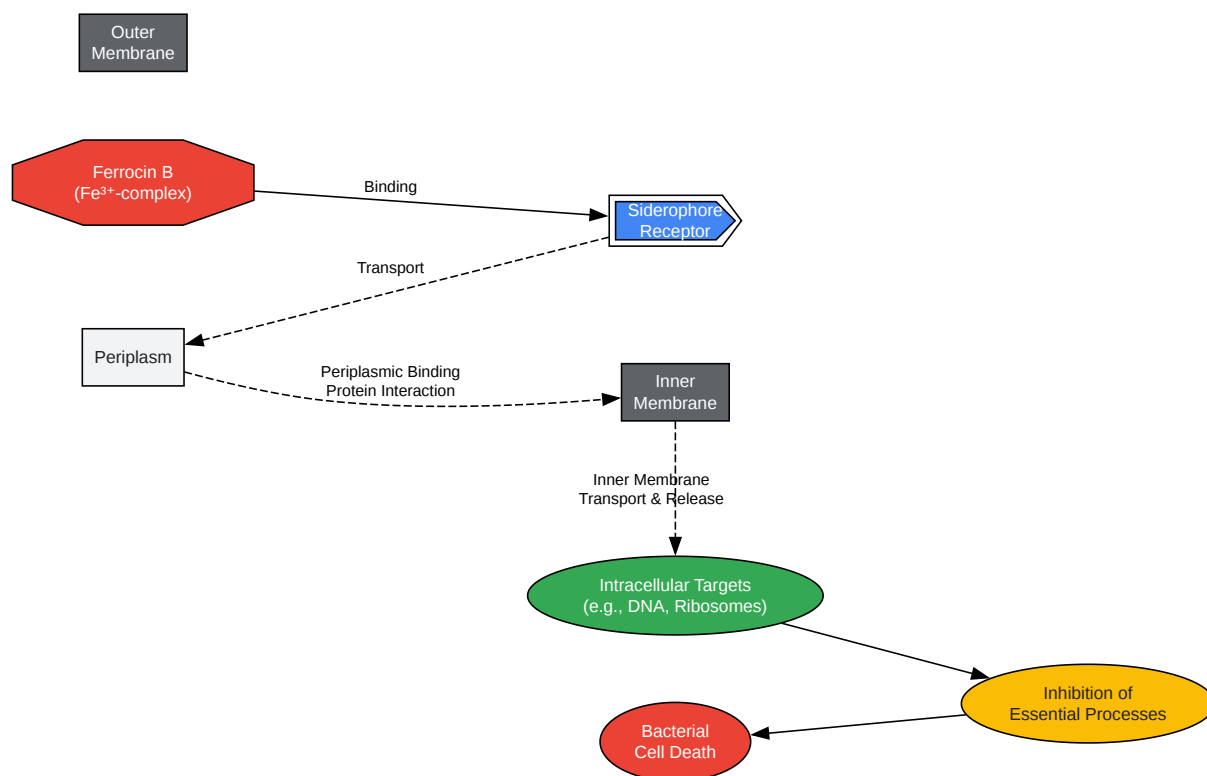 Outer
Membrane
Ferrocin B
(Fe³⁺-complex)
Binding
Siderophore
Receptor
Transport
Periplasm
Periplasmic Binding
Protein Interaction
Inner
Membrane
Inner Membrane
Transport & Release
Intracellular Targets
(e.g., DNA, Ribosomes)
Inhibition of
Essential Processes
Bacterial
Cell Death